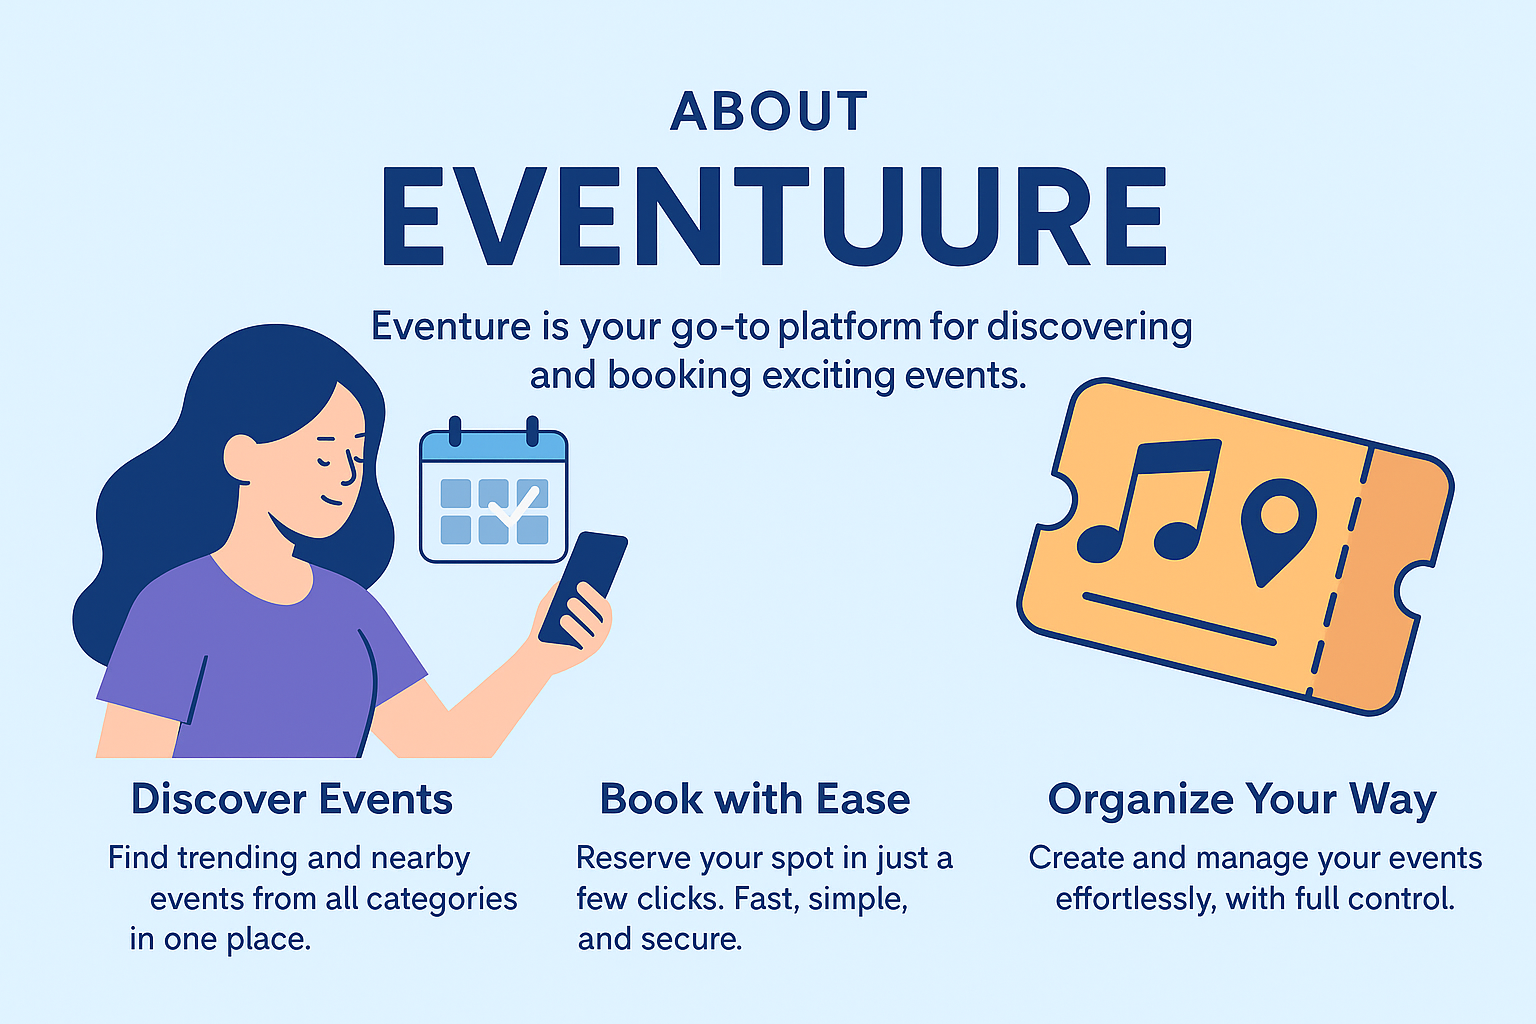 ABOUT
EVENTUURE
Eventure is your go-to platform for discovering
and booking exciting events.
Discover Events
Find trending and nearby
events from all categories
in one place.
Book with Ease
Reserve your spot in just a
few clicks. Fast, simple,
and secure.
Organize Your Way
Create and manage your events
effortlessly, with full control.